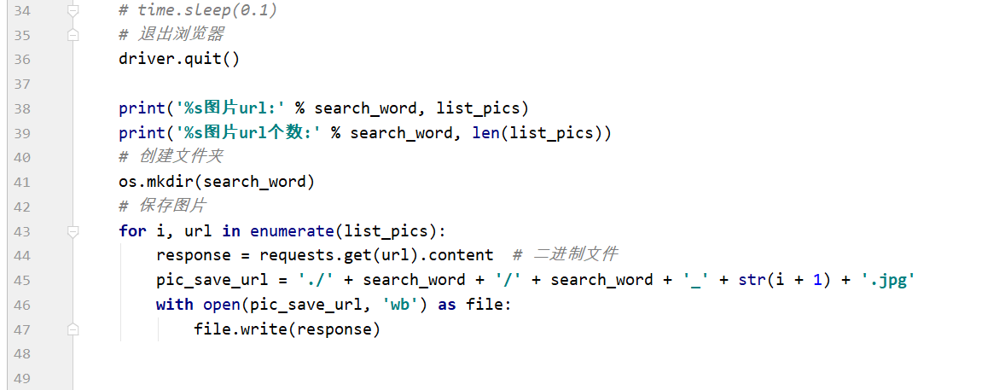 34 # time.sleep(0.1)
35 # 退出浏览器
36 driver.quit()
37
38 print('%s图片url:' % search_word, list_pics)
39 print('%s图片url个数:' % search_word, len(list_pics))
40 # 创建文件夹
41 os.mkdir(search_word)
42 # 保存图片
43 for i, url in enumerate(list_pics):
44 response = requests.get(url).content  # 二进制文件
45 pic_save_url = './' + search_word + '/' + search_word + '_' + str(i + 1) + '.jpg'
46 with open(pic_save_url, 'wb') as file:
47 file.write(response)
48
49